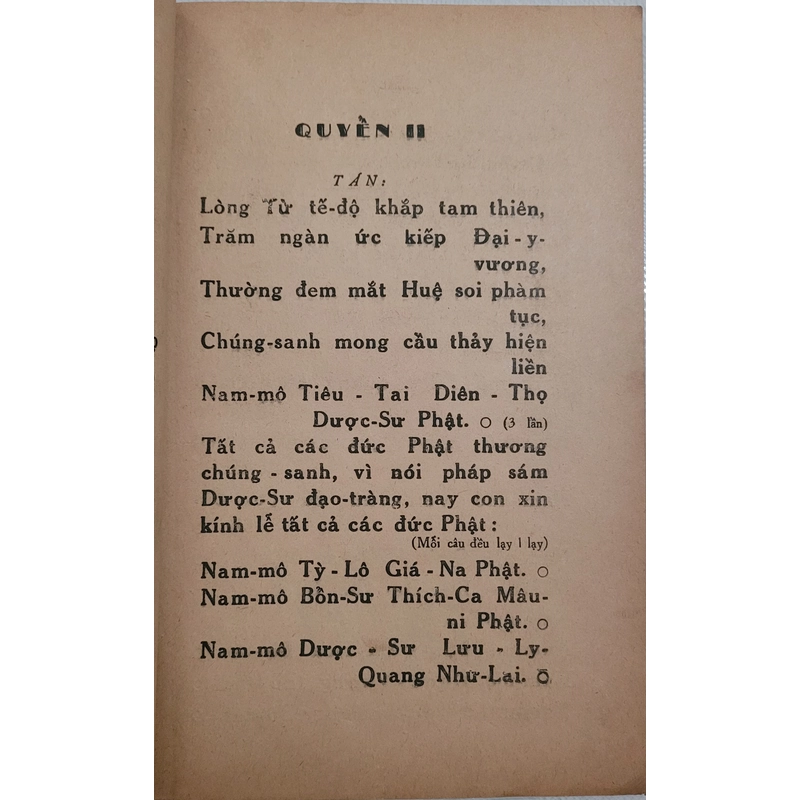 QUYỀN II
TÁN:
Lòng Từ tế-độ khắp tam thiên,
Trăm ngàn ức kiếp Đại-y-
vương,
Thường đem mắt Huệ soi phàm
tục,
Chúng-sanh mong cầu thảy hiện
liền
Nam-mô Tiêu - Tai Diên - Thọ
Dược-Sư Phật. ○ (3 lần)
Tất cả các đức Phật thương
chúng - sanh, vì nói pháp sám
Dược-Sư đạo-tràng, nay con xin
kính lễ tất cả các đức Phật :
(Mỗi câu đều lạy 1 lạy)
Nam-mô Tỳ - Lô Giá - Na Phật. ○
Nam-mô Bổn-Sư Thích-Ca Mâu-
ni Phật. ○
Nam-mô Dược - Sư Lưu - Ly-
Quang Như-Lai. ○